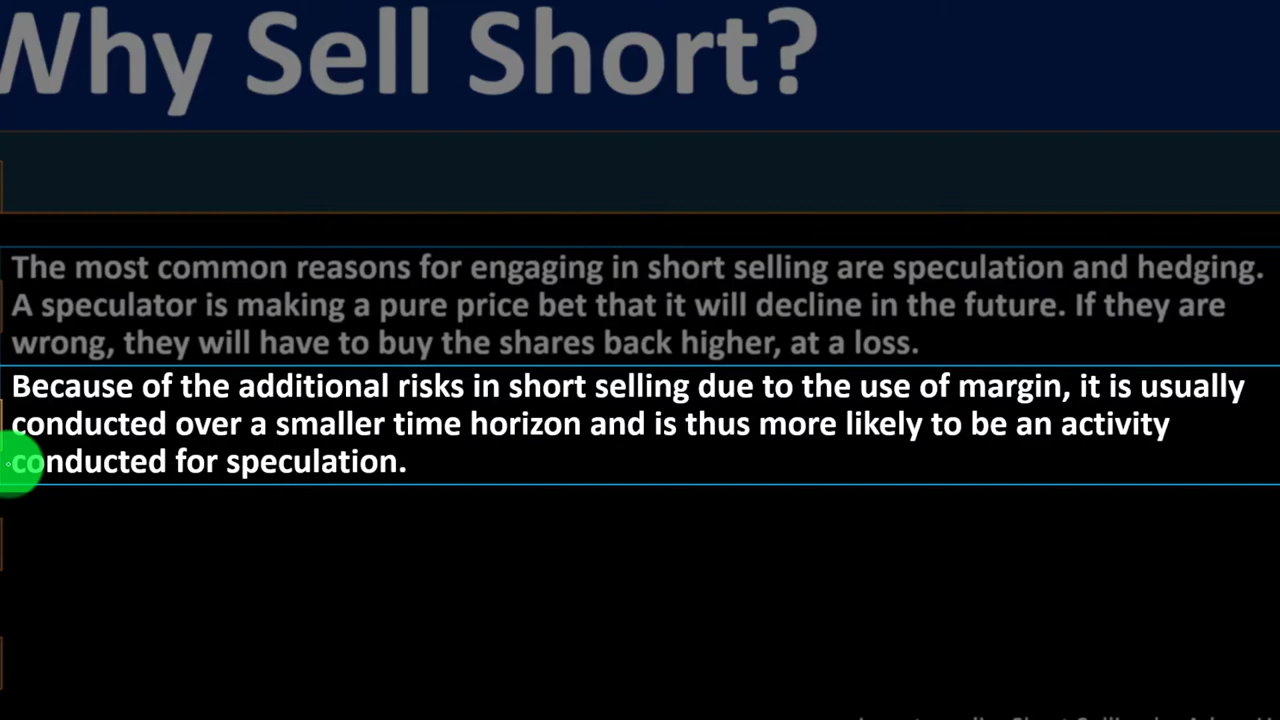 Why Sell Short?
The most common reasons for engaging in short selling are speculation and hedging.
A speculator is making a pure price bet that it will decline in the future. If they are
wrong, they will have to buy the shares back higher, at a loss.
Because of the additional risks in short selling due to the use of margin, it is usually
conducted over a smaller time horizon and is thus more likely to be an activity
conducted for speculation.